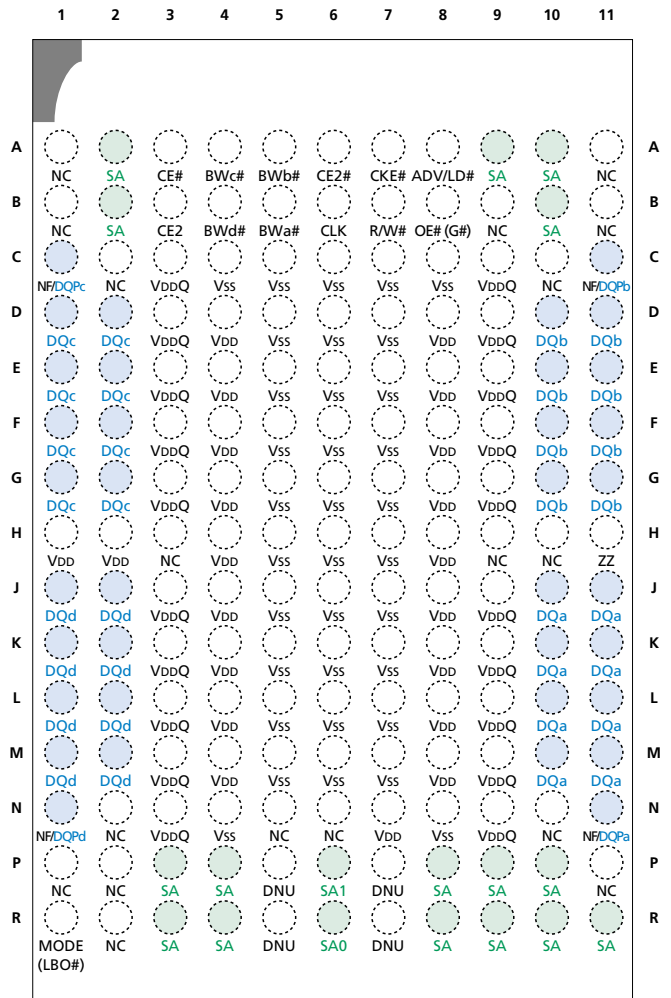 1 2 3 4 5 6 7 8 9 10 11
A A
NC SA CE# BWc# BWb# CE2# CKE# ADV/LD# SA SA NC
B B
NC SA CE2 BWd# BWa# CLK R/W# OE# (G#) NC SA NC
C C
NF/DQPc NC VDDQ VSS VSS VSS VSS VSS VDDQ NC NF/DQPb
D D
DQc DQc VDDQ VDD VSS VSS VSS VDD VDDQ DQb DQb
E E
DQc DQc VDDQ VDD VSS VSS VSS VDD VDDQ DQb DQb
F F
DQc DQc VDDQ VDD VSS VSS VSS VDD VDDQ DQb DQb
G G
DQc DQc VDDQ VDD VSS VSS VSS VDD VDDQ DQb DQb
H H
VDD VDD NC VDD VSS VSS VSS VDD NC NC ZZ
J J
DQd DQd VDDQ VDD VSS VSS VSS VDD VDDQ DQa DQa
K K
DQd DQd VDDQ VDD VSS VSS VSS VDD VDDQ DQa DQa
L L
DQd DQd VDDQ VDD VSS VSS VSS VDD VDDQ DQa DQa
M M
DQd DQd VDDQ VDD VSS VSS VSS VDD VDDQ DQa DQa
N N
NF/DQPd NC VDDQ VSS NC NC VDD VSS VDDQ NC NF/DQPa
P P
NC NC SA SA DNU SA1 DNU SA SA SA NC
R R
MODE NC SA SA DNU SA0 DNU SA SA SA SA
(LBO#)